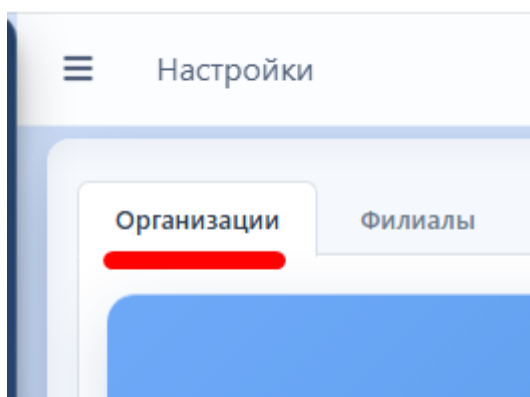 Настройки
Организации Филиалы